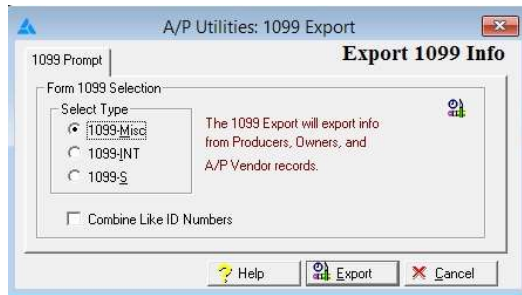 A/P Utilities: 1099 Export
1099 Prompt
Export 1099 Info
Form 1099 Selection
Select Type
1099-Misc
1099-INT
1099-S
The 1099 Export will export info
from Producers, Owners, and
A/P Vendor records.
Combine Like ID Numbers
Help
Export
Cancel